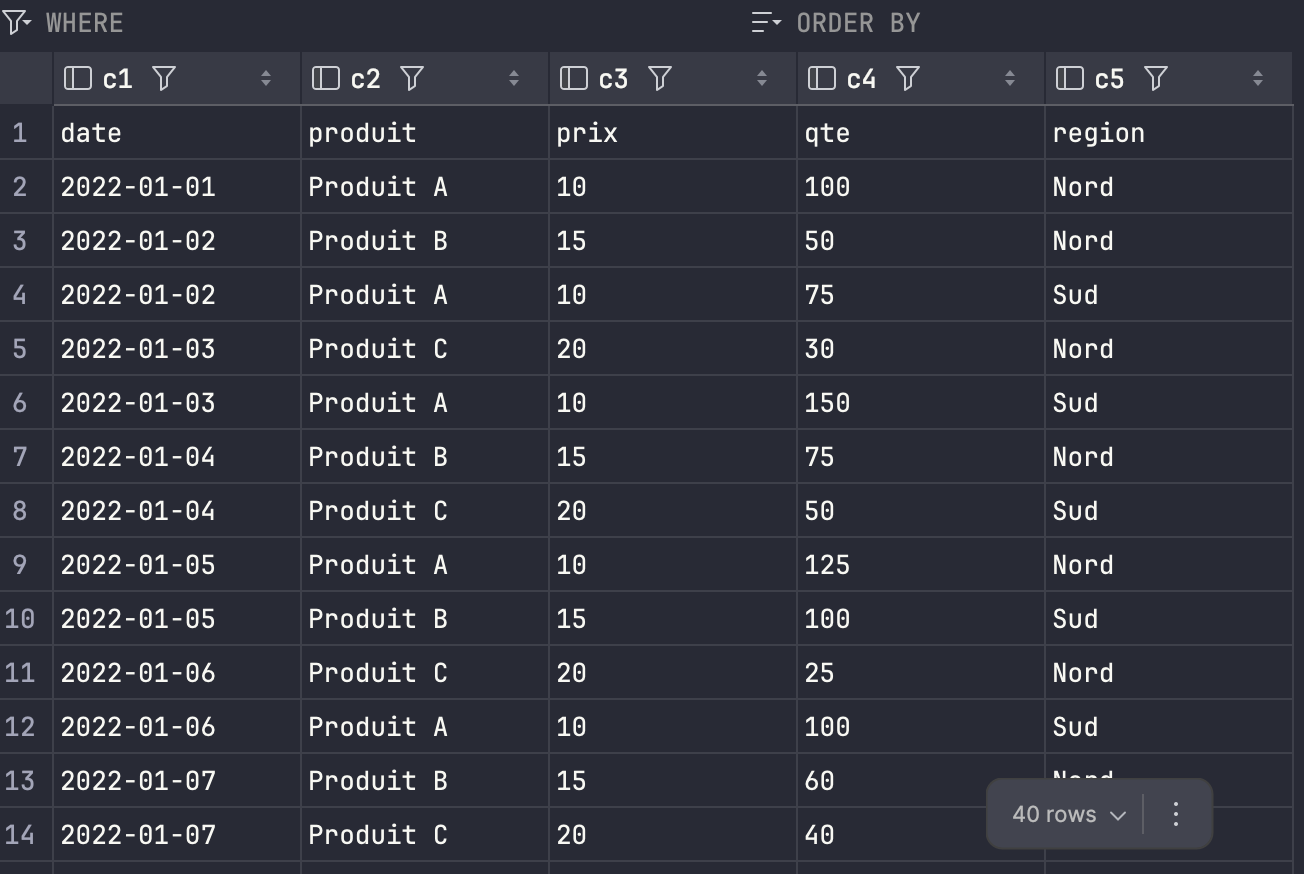 WHERE ORDER BY
c1 c2 c3 c4 c5
1 date produit prix qte region
2 2022-01-01 Produit A 10 100 Nord
3 2022-01-02 Produit B 15 50 Nord
4 2022-01-02 Produit A 10 75 Sud
5 2022-01-03 Produit C 20 30 Nord
6 2022-01-03 Produit A 10 150 Sud
7 2022-01-04 Produit B 15 75 Nord
8 2022-01-04 Produit C 20 50 Sud
9 2022-01-05 Produit A 10 125 Nord
10 2022-01-05 Produit B 15 100 Sud
11 2022-01-06 Produit C 20 25 Nord
12 2022-01-06 Produit A 10 100 Sud
13 2022-01-07 Produit B 15 60 Nord
14 2022-01-07 Produit C 20 40
40 rows